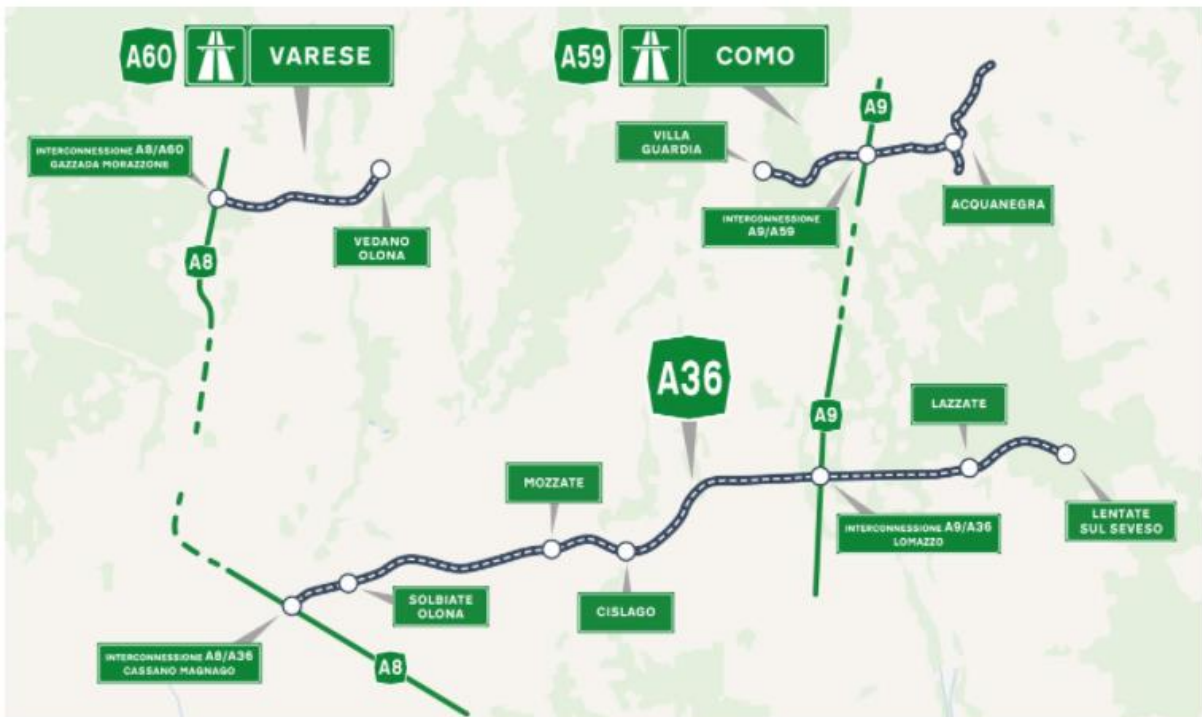 A60
VARESE
A59
COMO
A9
VILLA
GUARDIA
INTERCONNESSIONE A8/A60
GAZZADA MORAZZONE
ACQUANEGRA
INTERCONNESSIONE
A9/A59
VEDANO
OLONA
A8
A36
LAZZATE
A9
MOZZATE
LENTATE
SUL SEVESO
INTERCONNESSIONE A9/A36
LOMAZZO
SOLBIATE
OLONA
CISLAGO
INTERCONNESSIONE A8/A36
CASSANO MAGNAGO
A8